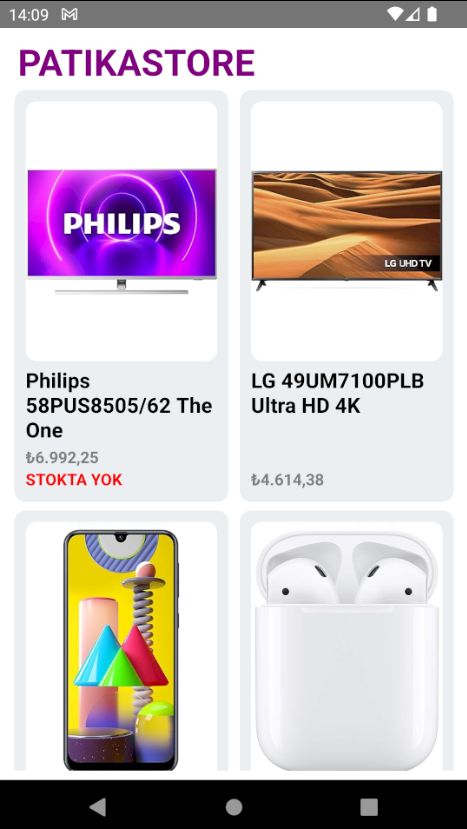 14:09
PATIKASTORE
PHILIPS
LG UHD TV
Philips
58PUS8505/62 The
One
₺6.992,25
STOKTA YOK
LG 49UM7100PLB
Ultra HD 4K
₺4.614,38